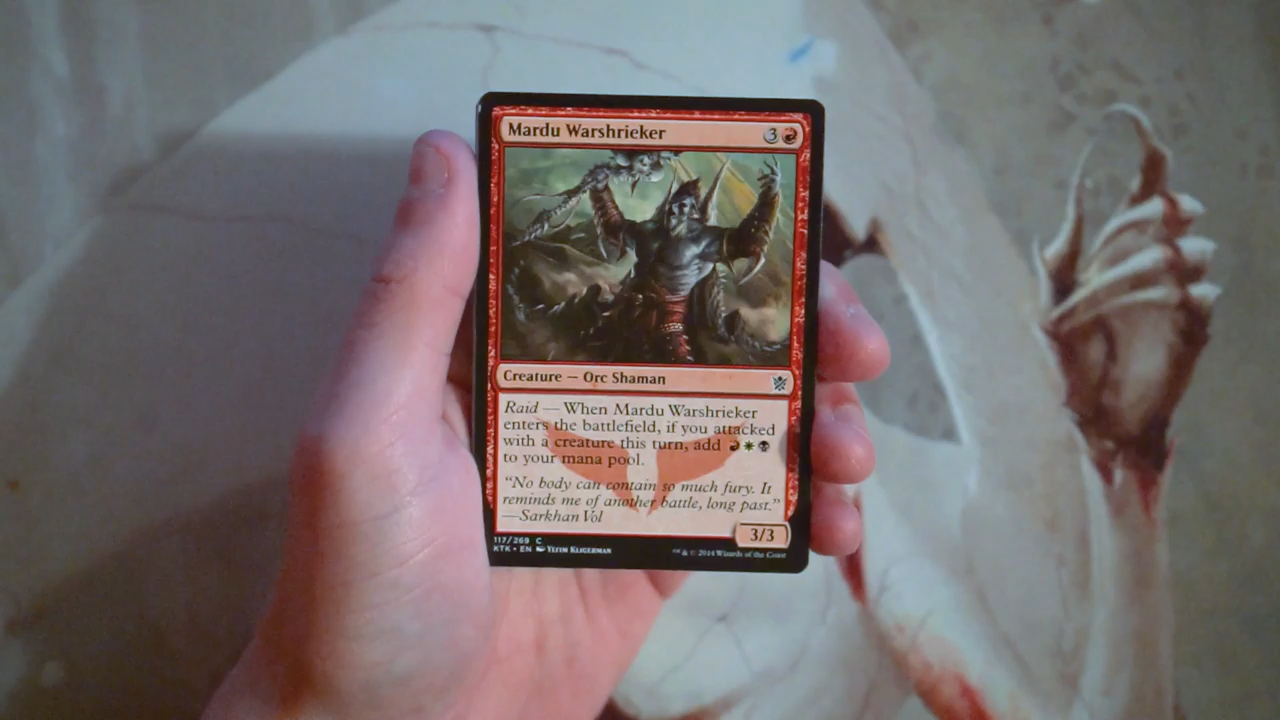 Mardu Warshrieker 3
Creature — Orc Shaman
Raid — When Mardu Warshrieker
enters the battlefield, if you attacked
with a creature this turn, add
to your mana pool.
"No body can contain so much fury. It
reminds me of another battle, long past."
—Sarkhan Vol
3/3
117/269 C
KTK • EN Yefim Kligerman
™ & © 2014 Wizards of the Coast